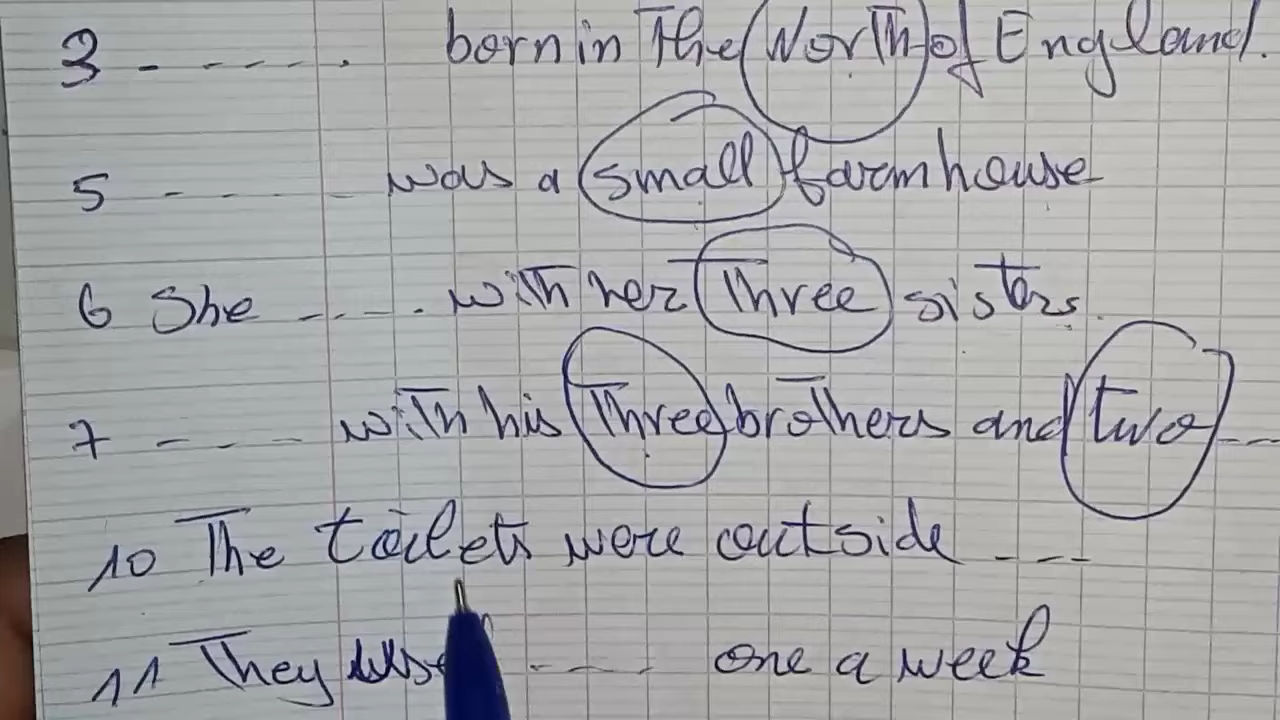 3 - - - - - . born in The North of England.
5 - - - - - - was a small farmhouse
6 She - - - - . with her Three sisters.
7 - - - - with his Three brothers and two - -
10 The toilets were outside - - -
11 They - - - - one a week